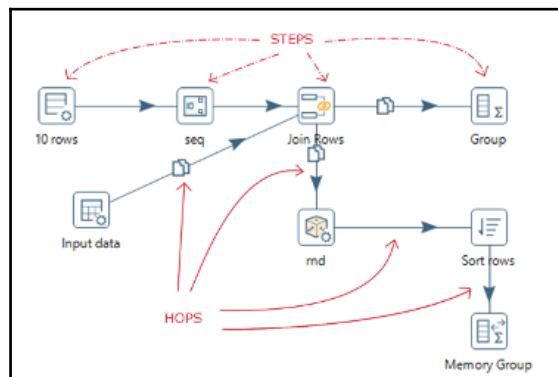 STEPS
10 rows
seq
Join Rows
Group
Input data
rnd
Sort rows
HOPS
Memory Group